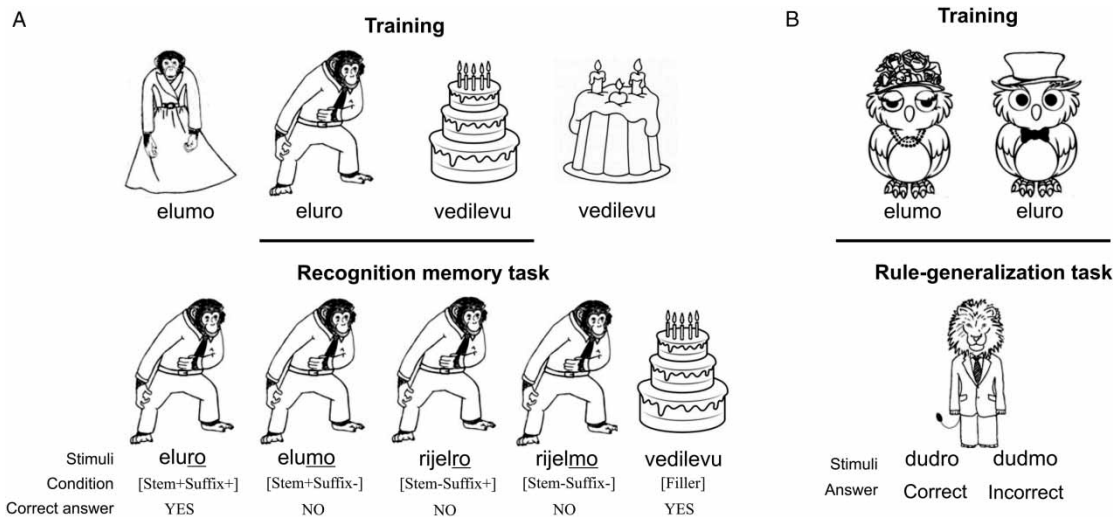 A
Training
elumo eluro vedilevu vedilevu
Recognition memory task
Stimuli eluro elumo rijelro rijelmo vedilevu
Condition [Stem+Suffix+] [Stem+Suffix-] [Stem-Suffix+] [Stem-Suffix-] [Filler]
Correct answer YES NO NO NO YES
B
Training
elumo eluro
Rule-generalization task
Stimuli dudro dudmo
Answer Correct Incorrect